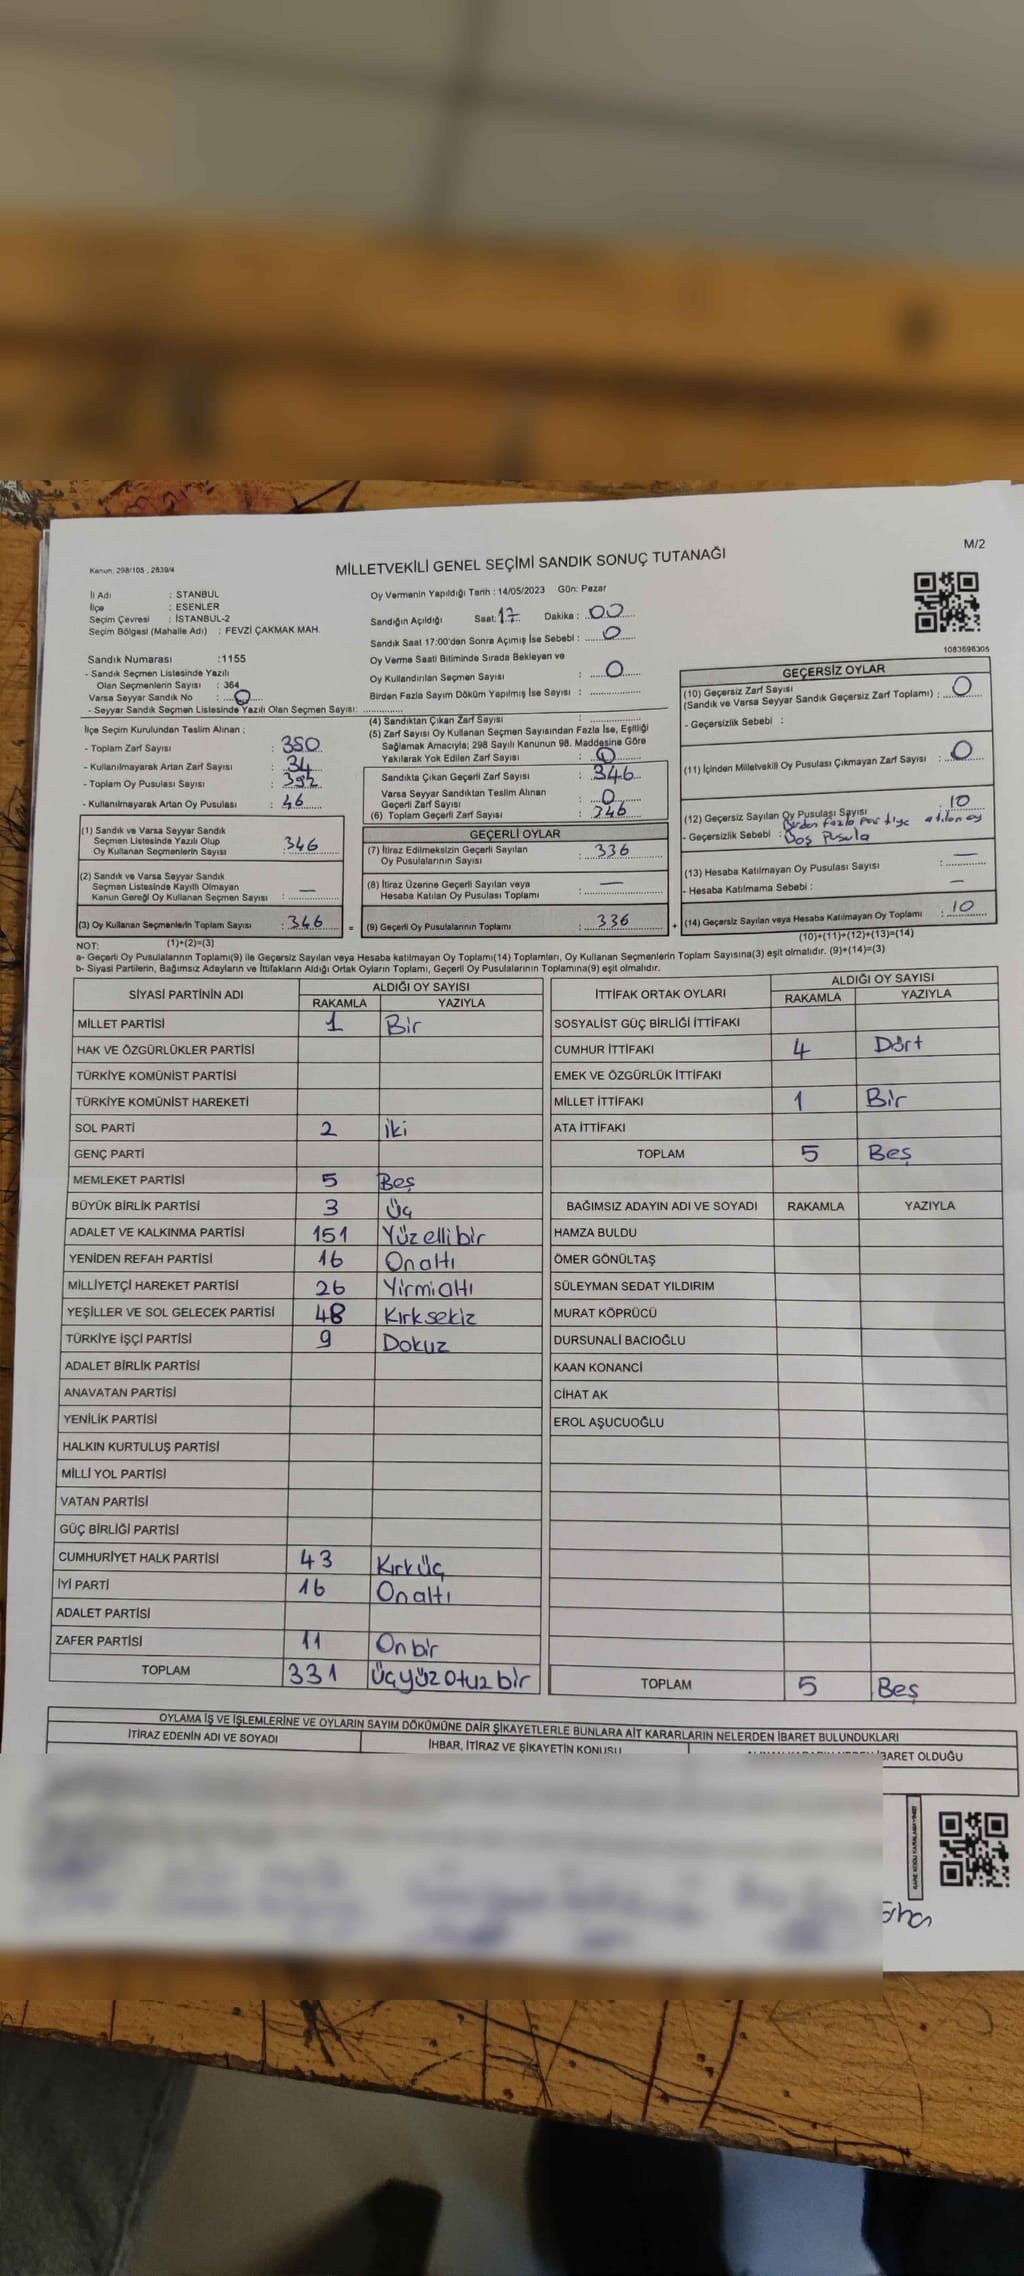 M/2
Kanun: 298/105 , 2839/4
MİLLETVEKİLİ GENEL SEÇİMİ SANDIK SONUÇ TUTANAĞI
İl Adı : STANBUL
İlçe : ESENLER
Seçim Çevresi : İSTANBUL-2
Seçim Bölgesi (Mahalle Adı) : FEVZİ ÇAKMAK MAH.
Oy Vermenin Yapıldığı Tarih : 14/05/2023 Gün: Pazar
Sandığın Açıldığı Saat: 17 Dakika : 00
Sandık Saat 17:00'den Sonra Açımış İse Sebebi : 0
Oy Verme Saati Bitiminde Sırada Bekleyen ve
Oy Kullandırılan Seçmen Sayısı : 0
Birden Fazla Sayım Döküm Yapılmış İse Sayısı :
1083698305
Sandık Numarası :1155
- Sandık Seçmen Listesinde Yazılı
Olan Seçmenlerin Sayısı : 364
Varsa Seyyar Sandık No : 0
- Seyyar Sandık Seçmen Listesinde Yazılı Olan Seçmen Sayısı:
İlçe Seçim Kurulundan Teslim Alınan ;
- Toplam Zarf Sayısı : 350
- Kullanılmayarak Artan Zarf Sayısı : 34
- Toplam Oy Pusulası Sayısı : 392
- Kullanılmayarak Artan Oy Pusulası : 46
(1) Sandık ve Varsa Seyyar Sandık
Seçmen Listesinde Yazılı Olup
Oy Kullanan Seçmenlerin Sayısı : 346
(2) Sandık ve Varsa Seyyar Sandık
Seçmen Listesinde Kayıtlı Olmayan
Kanun Gereği Oy Kullanan Seçmen Sayısı : —
(3) Oy Kullanan Seçmenlerin Toplam Sayısı : 346
(4) Sandıktan Çıkan Zarf Sayısı :
(5) Zarf Sayısı Oy Kullanan Seçmen Sayısından Fazla İse, Eşitliği
Sağlamak Amacıyla; 298 Sayılı Kanunun 98. Maddesine Göre
Yakılarak Yok Edilen Zarf Sayısı : 0
Sandıkta Çıkan Geçerli Zarf Sayısı : 346
Varsa Seyyar Sandıktan Teslim Alınan
Geçerli Zarf Sayısı : 0
(6) Toplam Geçerli Zarf Sayısı : 346
GEÇERLİ OYLAR
(7) İtiraz Edilmeksizin Geçerli Sayılan
Oy Pusulalarının Sayısı : 336
(8) İtiraz Üzerine Geçerli Sayılan veya
Hesaba Katılan Oy Pusulası Toplamı : —
= (9) Geçerli Oy Pusulalarının Toplamı : 336
GEÇERSİZ OYLAR
(10) Geçersiz Zarf Sayısı
(Sandık ve Varsa Seyyar Sandık Geçersiz Zarf Toplamı) : 0
- Geçersizlik Sebebi :
(11) İçinden Milletvekili Oy Pusulası Çıkmayan Zarf Sayısı : 0
(12) Geçersiz Sayılan Oy Pusulası Sayısı : 10
Birden fazla partiye atılan oy
- Geçersizlik Sebebi : Boş Pusula
(13) Hesaba Katılmayan Oy Pusulası Sayısı : —
- Hesaba Katılmama Sebebi : —
+ (14) Geçersiz Sayılan veya Hesaba Katılmayan Oy Toplamı : 10
NOT: (1)+(2)=(3)
(10)+(11)+(12)+(13)=(14)
a- Geçerli Oy Pusulalarının Toplamı(9) ile Geçersiz Sayılan veya Hesaba katılmayan Oy Toplamı(14) Toplamları, Oy Kullanan Seçmenlerin Toplam Sayısına(3) eşit olmalıdır. (9)+(14)=(3)
b- Siyasi Partilerin, Bağımsız Adayların ve İttifakların Aldığı Ortak Oyların Toplamı, Geçerli Oy Pusulalarının Toplamına(9) eşit olmalıdır.
SİYASİ PARTİNİN ADI ALDIĞI OY SAYISI
RAKAMLA YAZIYLA
MİLLET PARTİSİ 1 Bir
HAK VE ÖZGÜRLÜKLER PARTİSİ
TÜRKİYE KOMÜNİST PARTİSİ
TÜRKİYE KOMÜNİST HAREKETİ
SOL PARTİ 2 İki
GENÇ PARTİ
MEMLEKET PARTİSİ 5 Beş
BÜYÜK BİRLİK PARTİSİ 3 Üç
ADALET VE KALKINMA PARTİSİ 151 Yüzellibir
YENİDEN REFAH PARTİSİ 16 Onaltı
MİLLİYETÇİ HAREKET PARTİSİ 26 Yirmialtı
YEŞİLLER VE SOL GELECEK PARTİSİ 48 Kırksekiz
TÜRKİYE İŞÇİ PARTİSİ 9 Dokuz
ADALET BİRLİK PARTİSİ
ANAVATAN PARTİSİ
YENİLİK PARTİSİ
HALKIN KURTULUŞ PARTİSİ
MİLLİ YOL PARTİSİ
VATAN PARTİSİ
GÜÇ BİRLİĞİ PARTİSİ
CUMHURİYET HALK PARTİSİ 43 Kırküç
İYİ PARTİ 16 Onaltı
ADALET PARTİSİ
ZAFER PARTİSİ 11 Onbir
TOPLAM 331 Üçyüzotuzbir
İTTİFAK ORTAK OYLARI ALDIĞI OY SAYISI
RAKAMLA YAZIYLA
SOSYALİST GÜÇ BİRLİĞİ İTTİFAKI
CUMHUR İTTİFAKI 4 Dört
EMEK VE ÖZGÜRLÜK İTTİFAKI
MİLLET İTTİFAKI 1 Bir
ATA İTTİFAKI
TOPLAM 5 Beş
BAĞIMSIZ ADAYIN ADI VE SOYADI RAKAMLA YAZIYLA
HAMZA BULDU
ÖMER GÖNÜLTAŞ
SÜLEYMAN SEDAT YILDIRIM
MURAT KÖPRÜCÜ
DURSUNALİ BACIOĞLU
KAAN KONANCİ
CİHAT AK
EROL AŞUCUOĞLU
TOPLAM 5 Beş
OYLAMA İŞ VE İŞLEMLERİNE VE OYLARIN SAYIM DÖKÜMÜNE DAİR ŞİKAYETLERLE BUNLARA AİT KARARLARIN NELERDEN İBARET BULUNDUKLARI
İTİRAZ EDENİN ADI VE SOYADI İHBAR, İTİRAZ VE ŞİKAYETİN KONUSU İBARET OLDUĞU